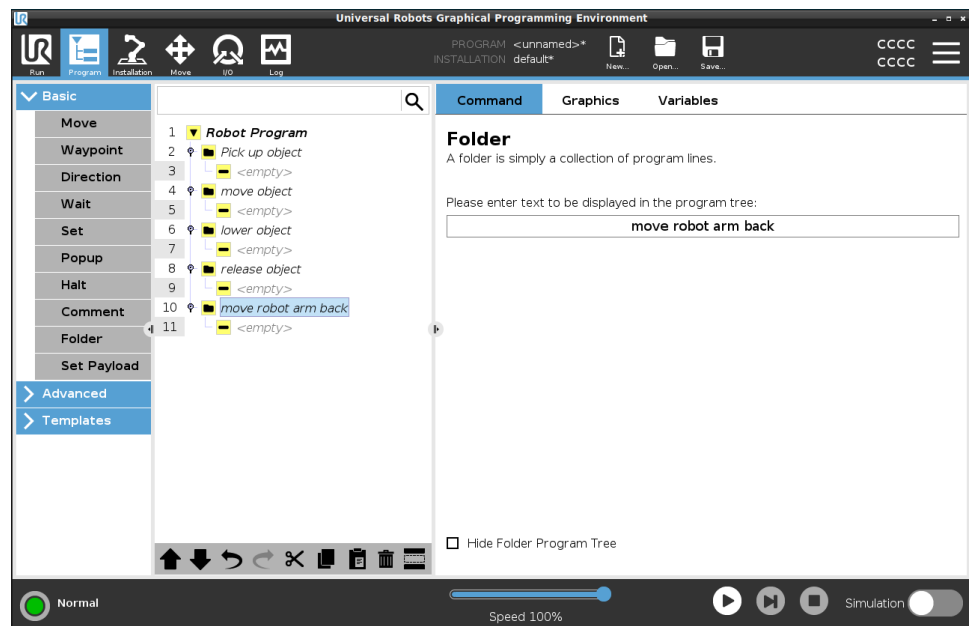 Universal Robots Graphical Programming Environment
UR
Run
Program
Installation
Move
I/O
Log
PROGRAM <unnamed>*
INSTALLATION default*
New...
Open...
Save...
CCCC
CCCC
Basic
Move
Waypoint
Direction
Wait
Set
Popup
Halt
Comment
Folder
Set Payload
Advanced
Templates
1 Robot Program
2 Pick up object
3 <empty>
4 move object
5 <empty>
6 lower object
7 <empty>
8 release object
9 <empty>
10 move robot arm back
11 <empty>
Command Graphics Variables
Folder
A folder is simply a collection of program lines.
Please enter text to be displayed in the program tree:
move robot arm back
Hide Folder Program Tree
Normal
Speed 100%
Simulation